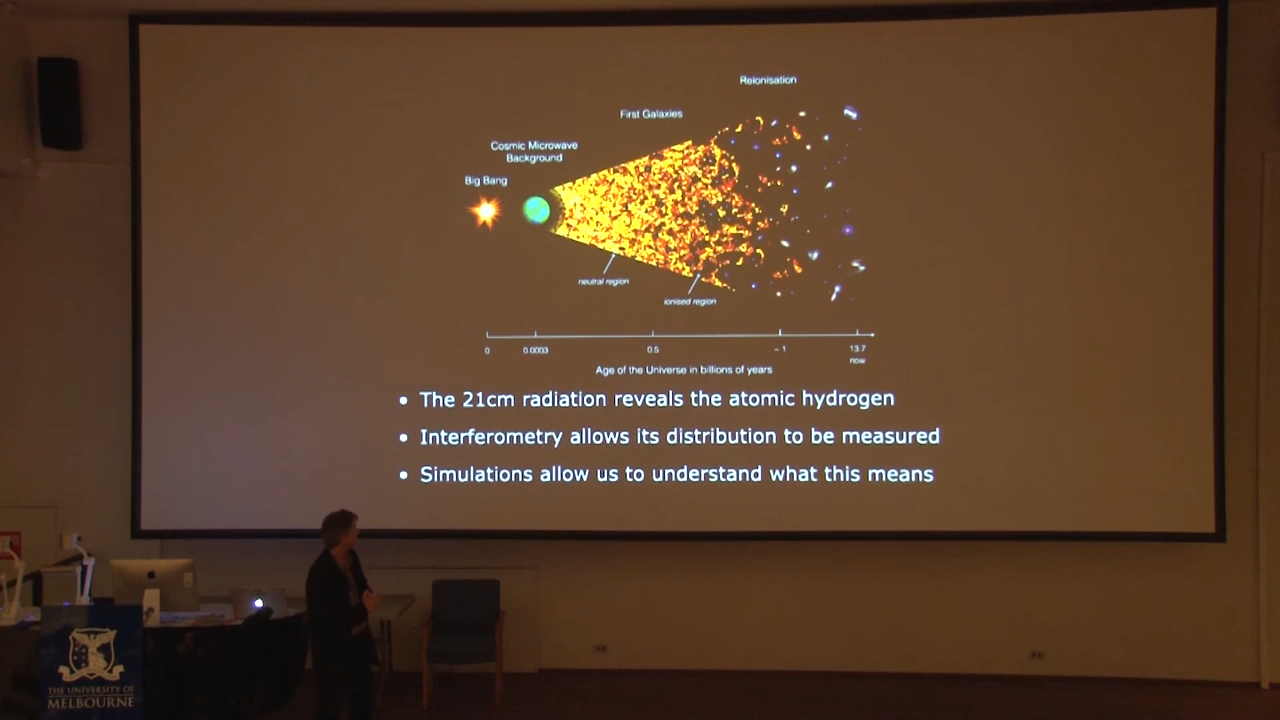 Reionisation
First Galaxies
Cosmic Microwave
Background
Big Bang
neutral region
ionised region
0 0.0003 0.5 ~ 1 13.7
now
Age of the Universe in billions of years
• The 21cm radiation reveals the atomic hydrogen
• Interferometry allows its distribution to be measured
• Simulations allow us to understand what this means
THE UNIVERSITY OF
MELBOURNE